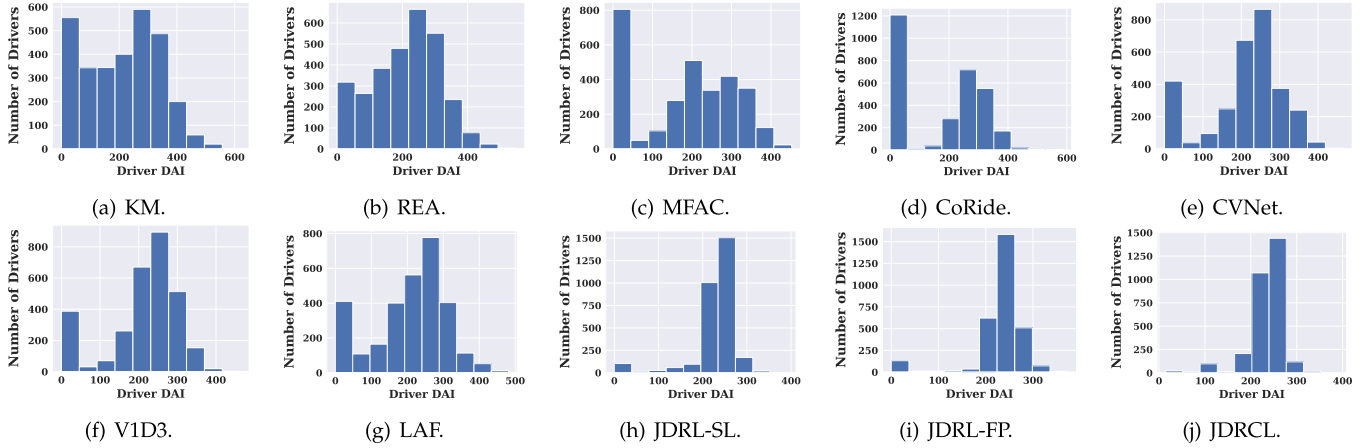 600
500
400
300
200
100
0
Number of Drivers
0 200 400 600
Driver DAI
(a) KM.
600
500
400
300
200
100
0
Number of Drivers
0 200 400
Driver DAI
(b) REA.
800
600
400
200
0
Number of Drivers
0 100 200 300 400
Driver DAI
(c) MFAC.
1200
1000
800
600
400
200
0
Number of Drivers
0 200 400 600
Driver DAI
(d) CoRide.
800
600
400
200
0
Number of Drivers
0 100 200 300 400
Driver DAI
(e) CVNet.
800
600
400
200
0
Number of Drivers
0 100 200 300 400
Driver DAI
(f) V1D3.
800
600
400
200
0
Number of Drivers
0 100 200 300 400 500
Driver DAI
(g) LAF.
1500
1250
1000
750
500
250
0
Number of Drivers
0 100 200 300 400
Driver DAI
(h) JDRL-SL.
1500
1250
1000
750
500
250
0
Number of Drivers
0 100 200 300
Driver DAI
(i) JDRL-FP.
1500
1250
1000
750
500
250
0
Number of Drivers
0 100 200 300 400
Driver DAI
(j) JDRCL.